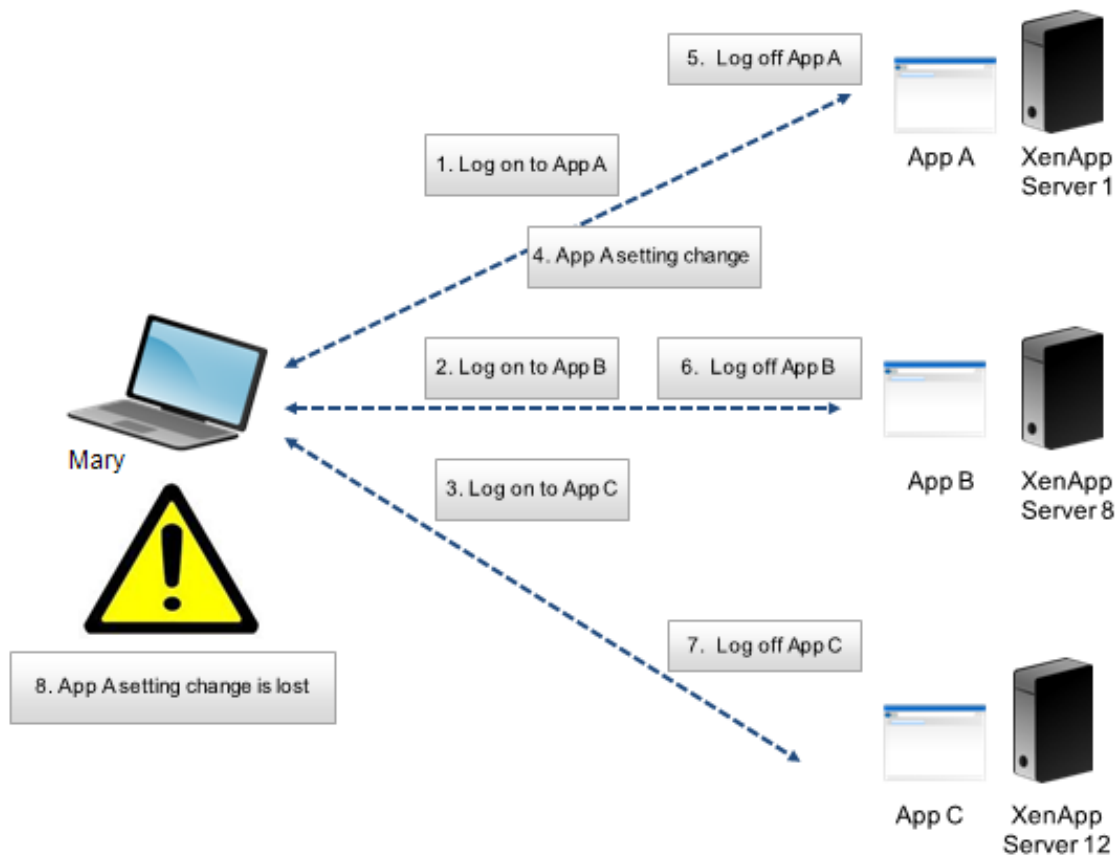 5. Log off App A
1. Log on to App A
App A
XenApp
Server 1
4. App A setting change
2. Log on to App B
6. Log off App B
Mary
3. Log on to App C
App B
XenApp
Server 8
7. Log off App C
8. App A setting change is lost
App C
XenApp
Server 12